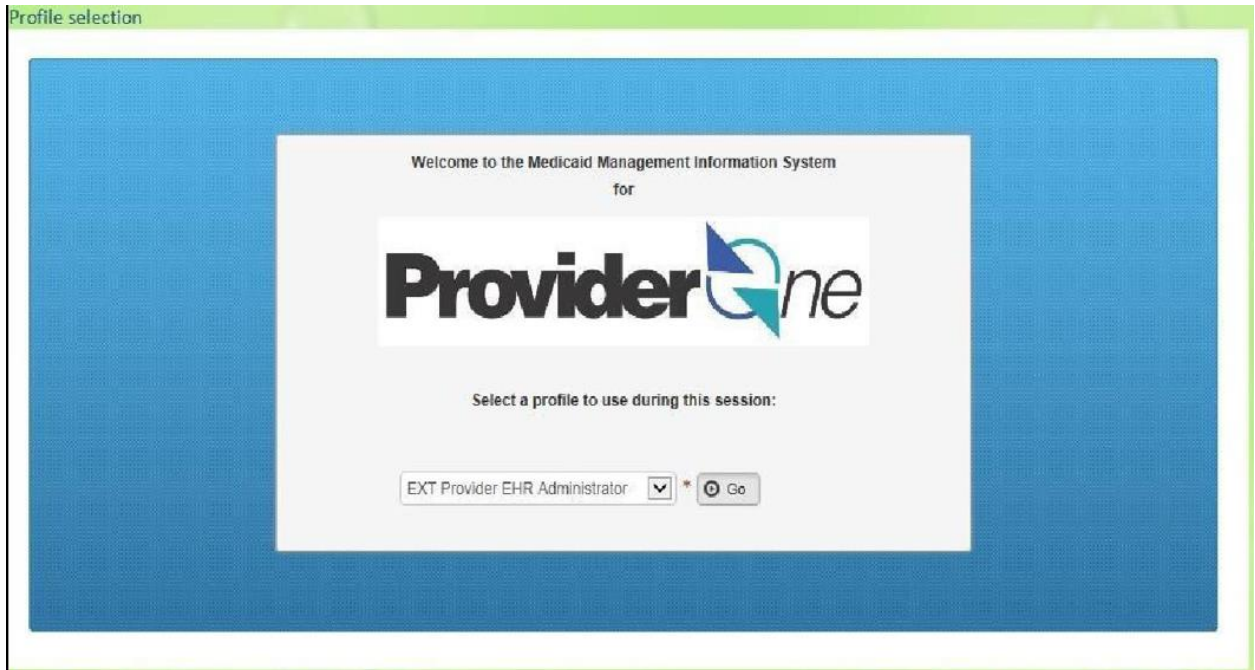 Profile selection
Welcome to the Medicaid Management Information System
for
ProviderOne
Select a profile to use during this session:
EXT Provider EHR Administrator * Go